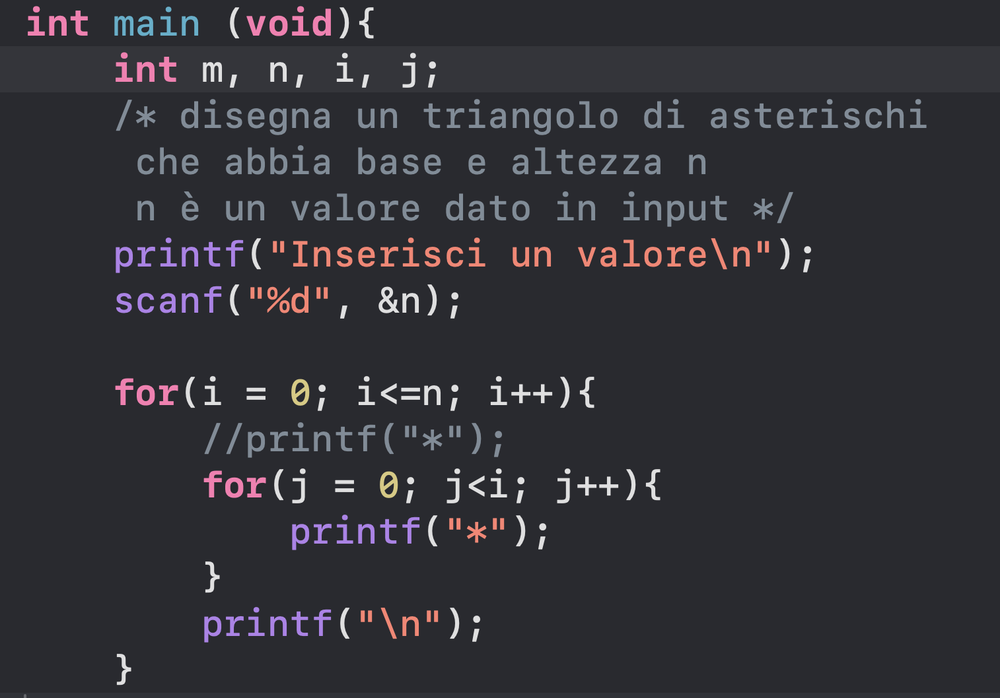 int main (void){
int m, n, i, j;
/* disegna un triangolo di asterischi
che abbia base e altezza n
n è un valore dato in input */
printf("Inserisci un valore\n");
scanf("%d", &n);
for(i = 0; i<=n; i++){
//printf("*");
for(j = 0; j<i; j++){
printf("*");
}
printf("\n");
}